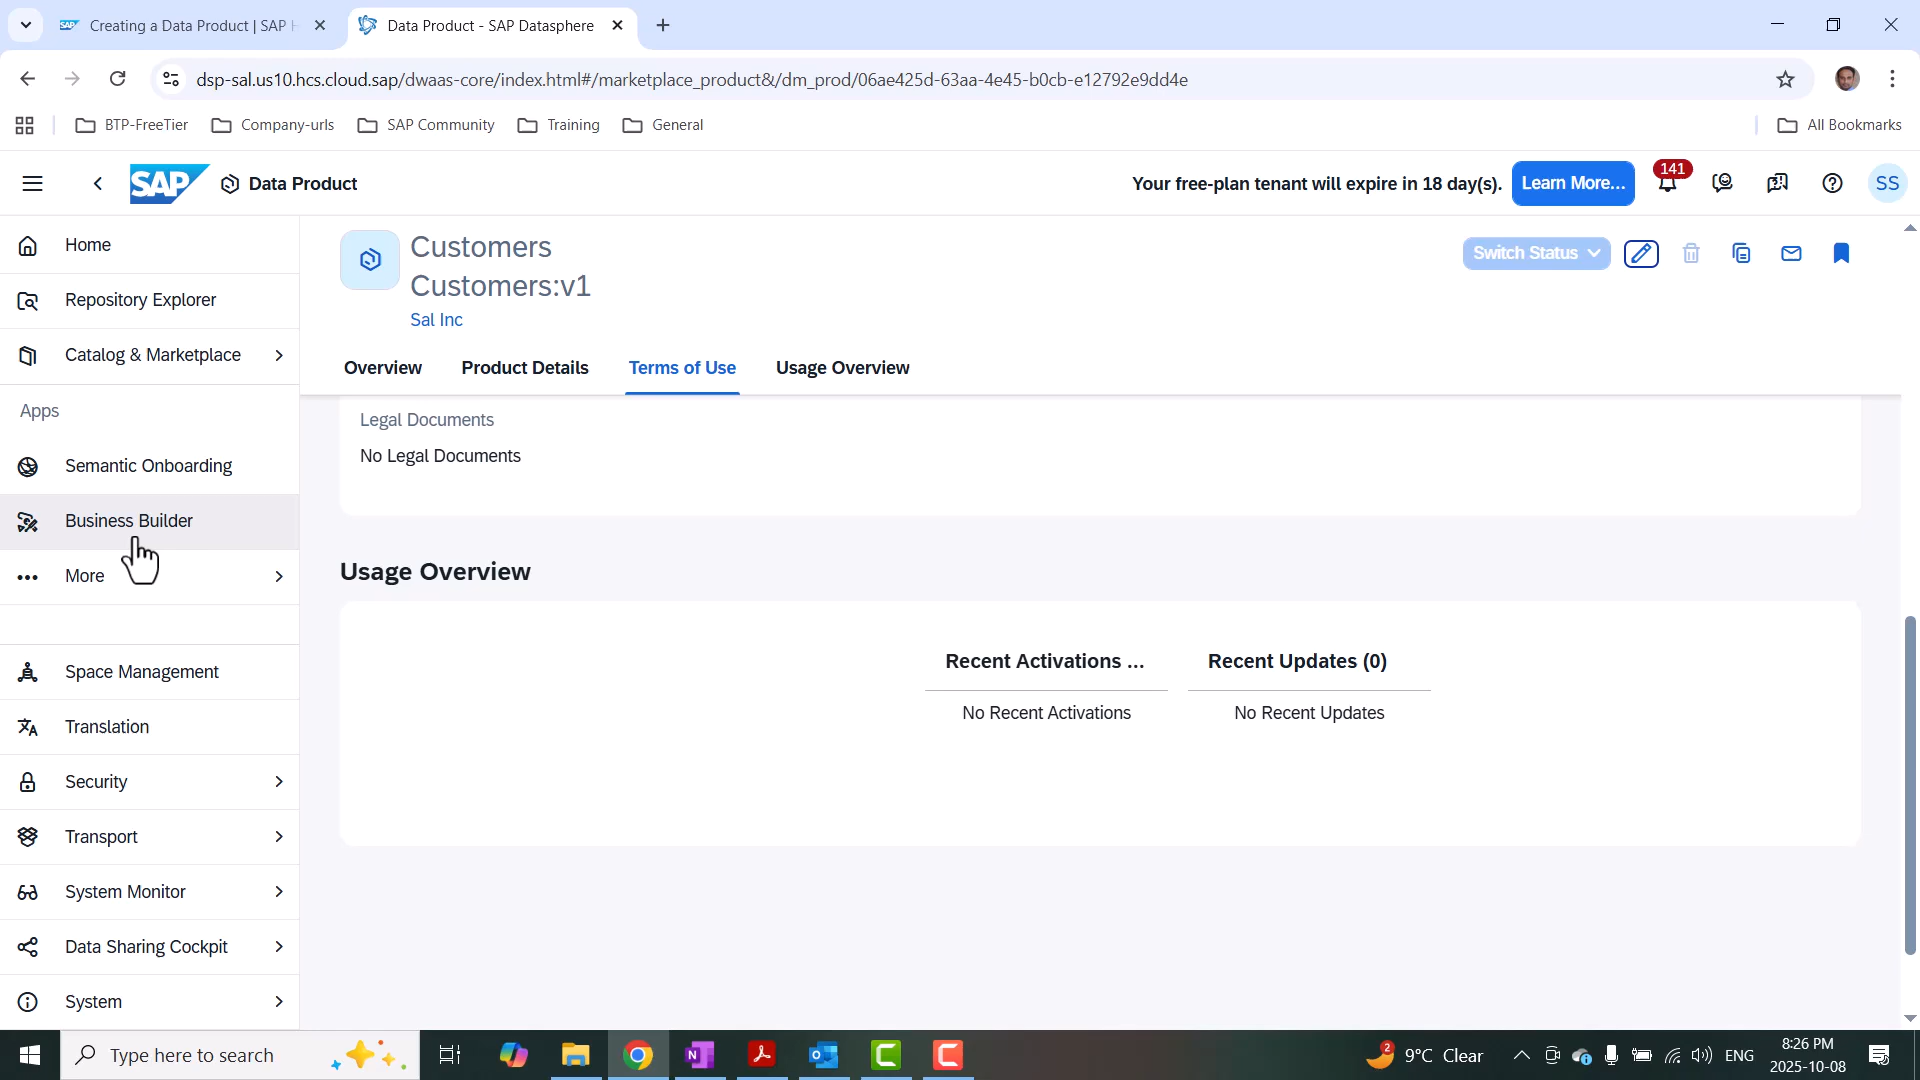 Creating a Data Product | SAP H
Data Product - SAP Datasphere
dsp-sal.us10.hcs.cloud.sap/dwaas-core/index.html#/marketplace_product&/dm_prod/06ae425d-63aa-4e45-b0cb-e12792e9dd4e
BTP-FreeTier
Company-urls
SAP Community
Training
General
All Bookmarks
SAP
Data Product
Your free-plan tenant will expire in 18 day(s).
Learn More...
141
SS
Home
Repository Explorer
Catalog & Marketplace
Apps
Semantic Onboarding
Business Builder
More
Space Management
Translation
Security
Transport
System Monitor
Data Sharing Cockpit
System
Customers
Customers:v1
Sal Inc
Switch Status
Overview
Product Details
Terms of Use
Usage Overview
Legal Documents
No Legal Documents
Usage Overview
Recent Activations ...
Recent Updates (0)
No Recent Activations
No Recent Updates
Type here to search
2
9°C Clear
ENG
8:26 PM
2025-10-08